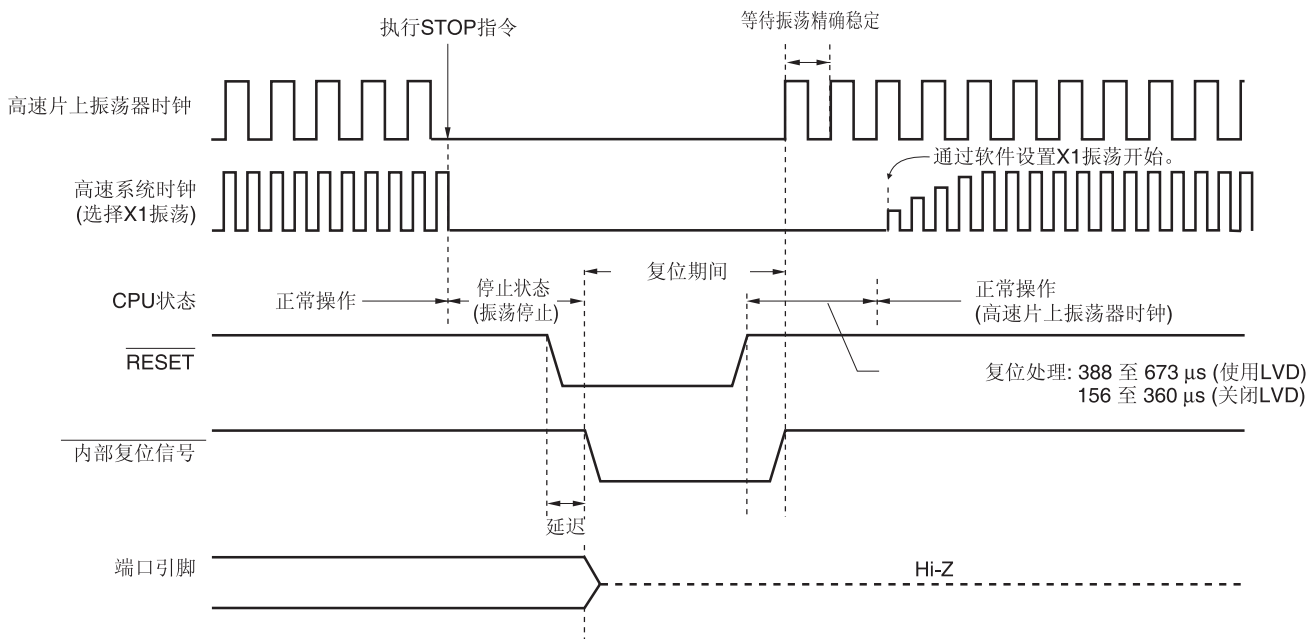 执行STOP指令
等待振荡精确稳定
高速片上振荡器时钟
通过软件设置X1振荡开始。
高速系统时钟
(选择X1振荡)
复位期间
CPU状态
正常操作
停止状态
(振荡停止)
正常操作
(高速片上振荡器时钟)
RESET
复位处理: 388 至 673 μs (使用LVD)
156 至 360 μs (关闭LVD)
内部复位信号
延迟
端口引脚
Hi-Z